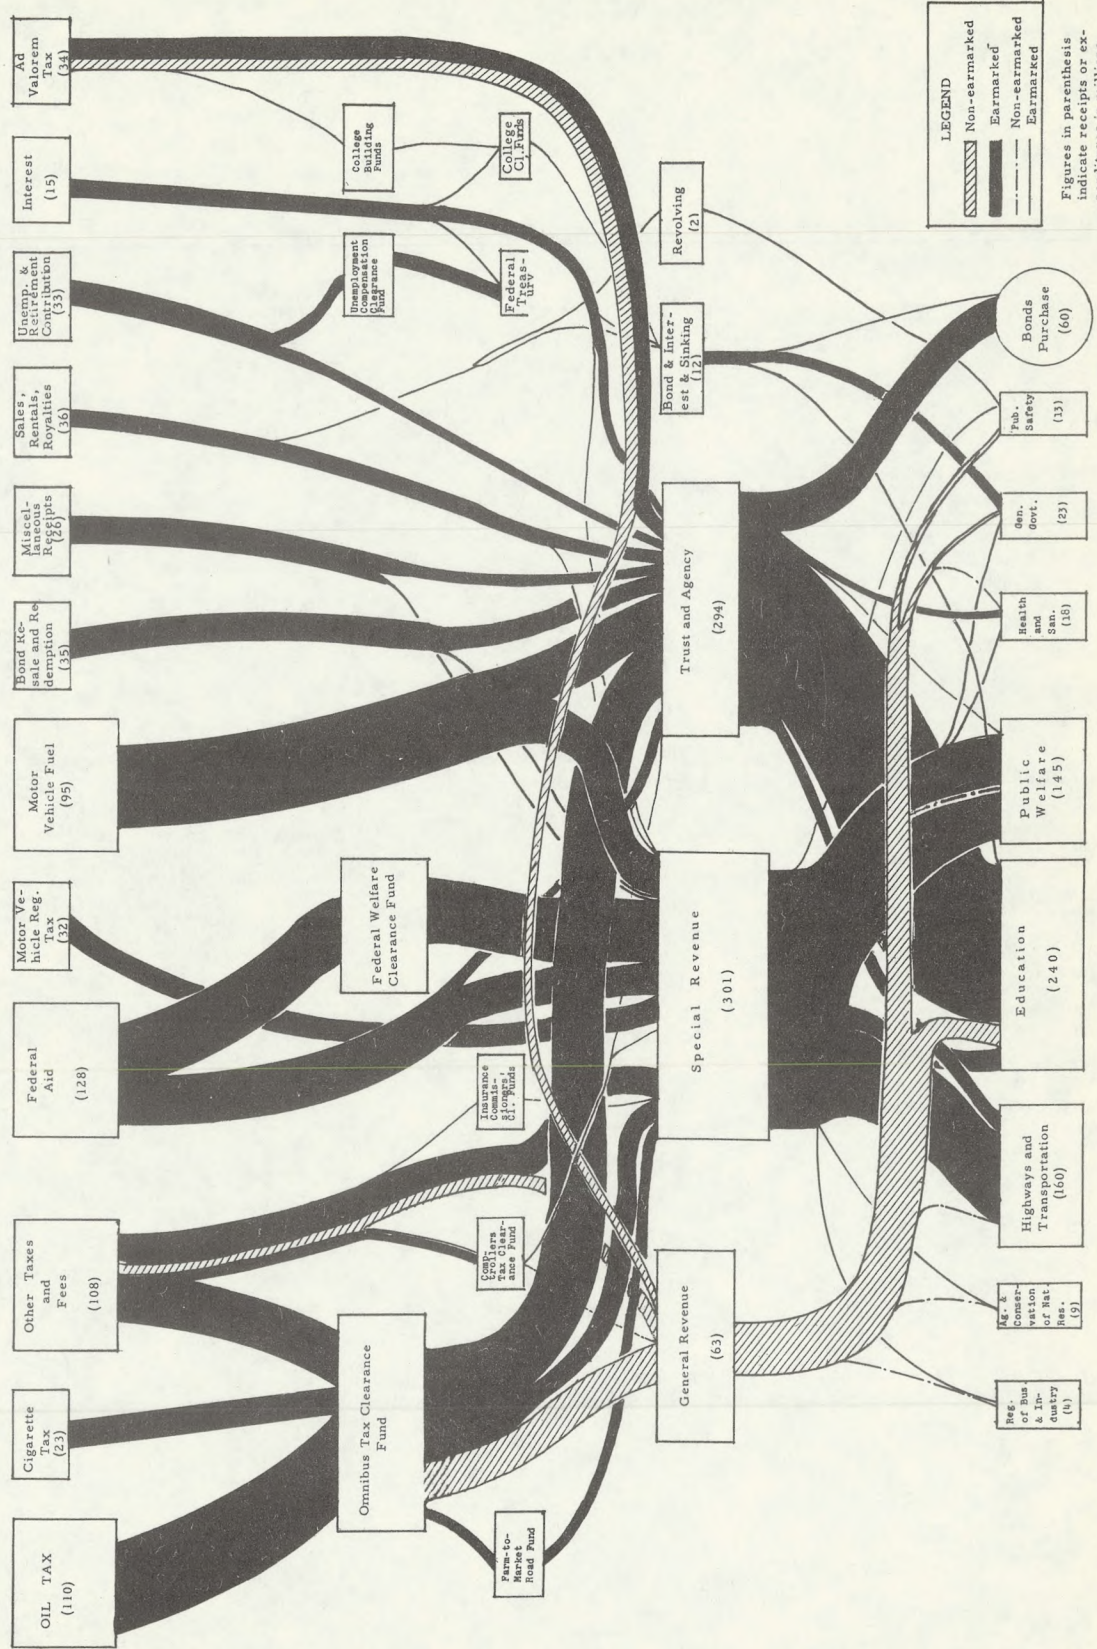 OIL TAX
(110)
Cigarette
Tax
(23)
Other Taxes
and
Fees
(108)
Federal
Aid
(128)
Motor Ve-
hicle Reg.
Tax
(32)
Motor
Vehicle Fuel
(95)
Bond Re-
sale and Re
demption
(35)
Miscel-
laneous
Receipts
(26)
Sales,
Rentals,
Royalties
(36)
Unemp. &
Retirement
Contribution
(33)
Interest
(15)
Ad
Valorem
Tax
(34)
Omnibus Tax Clearance
Fund
Federal Welfare
Clearance Fund
Unemployment
Compensation
Clearance
Fund
College
Building
Funds
Farm-to-
Market
Road Fund
Comp-
trollers
Tax Clear-
ance Fund
Insurance
Commis-
sioners,
Cl. Funds
Federal
Treas-
ury
College
Cl. Funds
General Revenue
(63)
Special Revenue
(301)
Trust and Agency
(294)
Bond & Inter-
est & Sinking
(12)
Revolving
(2)
Reg.
of Bus.
& In-
dustry
(4)
Ag. &
Conser-
vation
of Nat.
Res.
(9)
Highways and
Transportation
(160)
Education
(240)
Public
Welfare
(145)
Health
and
San.
(18)
Gen.
Govt.
(23)
Pub.
Safety
(13)
Bonds
Purchase
(60)
LEGEND
Non-earmarked
Earmarked
Non-earmarked
Earmarked
Figures in parenthesis
indicate receipts or ex-